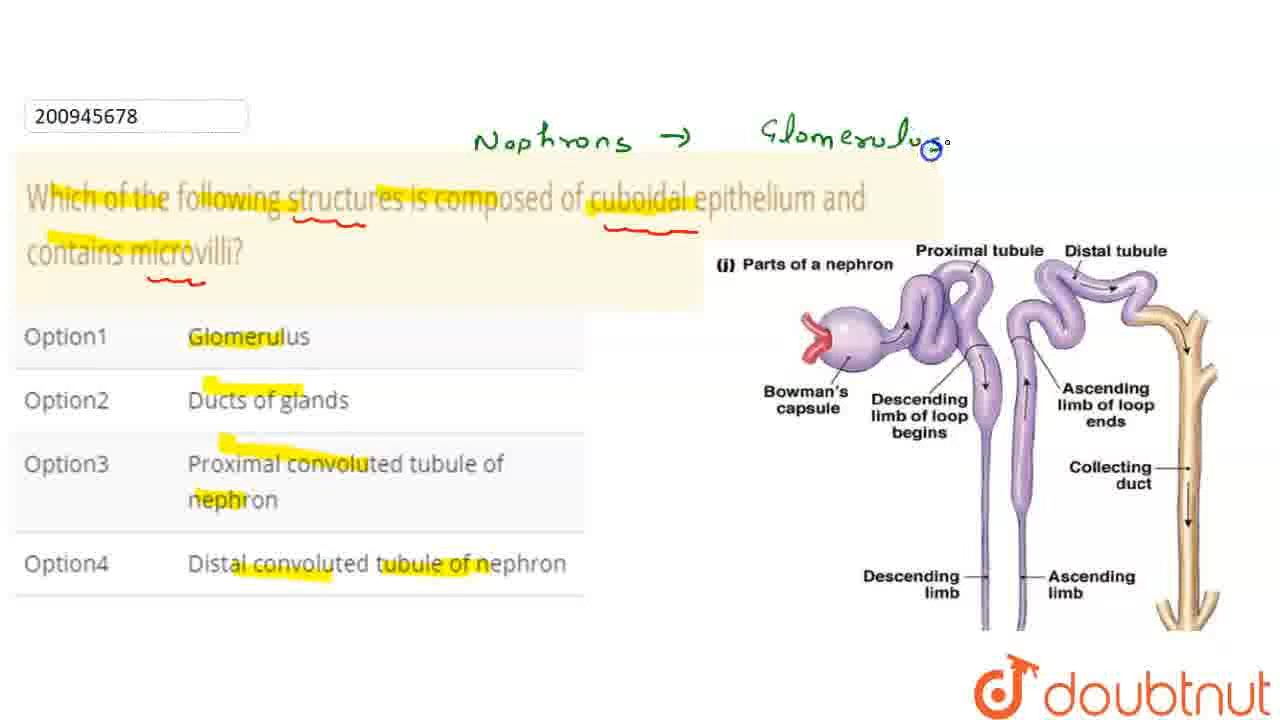 200945678
Nephrons → Glomerulus
Which of the following structures is composed of cuboidal epithelium and
contains microvilli?
Option1 Glomerulus
Option2 Ducts of glands
Option3 Proximal convoluted tubule of
nephron
Option4 Distal convoluted tubule of nephron
(j) Parts of a nephron
Proximal tubule
Distal tubule
Bowman's
capsule
Descending
limb of loop
begins
Ascending
limb of loop
ends
Collecting
duct
Descending
limb
Ascending
limb
doubtnut